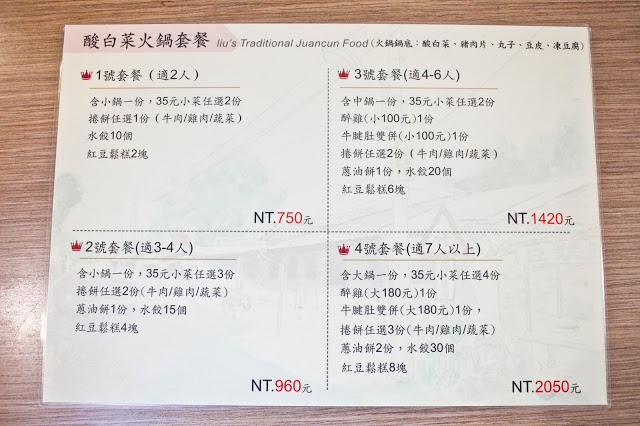 酸白菜火鍋套餐 liu's Traditional Juancun Food(火鍋鍋底：酸白菜、豬肉片、丸子、豆皮、凍豆腐)
1號套餐（適2人）
含小鍋一份，35元小菜任選2份
捲餅任選1份（牛肉/雞肉/蔬菜）
水餃10個
紅豆鬆糕2塊
NT.750元
3號套餐(適4-6人)
含中鍋一份，35元小菜任選2份
醉雞(小100元)1份
牛腱肚雙併(小100元)1份
捲餅任選2份（牛肉/雞肉/蔬菜）
蔥油餅1份，水餃20個
紅豆鬆糕6塊
NT.1420元
2號套餐(適3-4人)
含小鍋一份，35元小菜任選3份
捲餅任選2份(牛肉/雞肉/蔬菜)
蔥油餅1份，水餃15個
紅豆鬆糕4塊
NT.960元
4號套餐(適7人以上)
含大鍋一份，35元小菜任選4份
醉雞(大180元)1份
牛腱肚雙併(大180元)1份，
捲餅任選3份(牛肉/雞肉/蔬菜)
蔥油餅2份，水餃30個
紅豆鬆糕8塊
NT.2050元